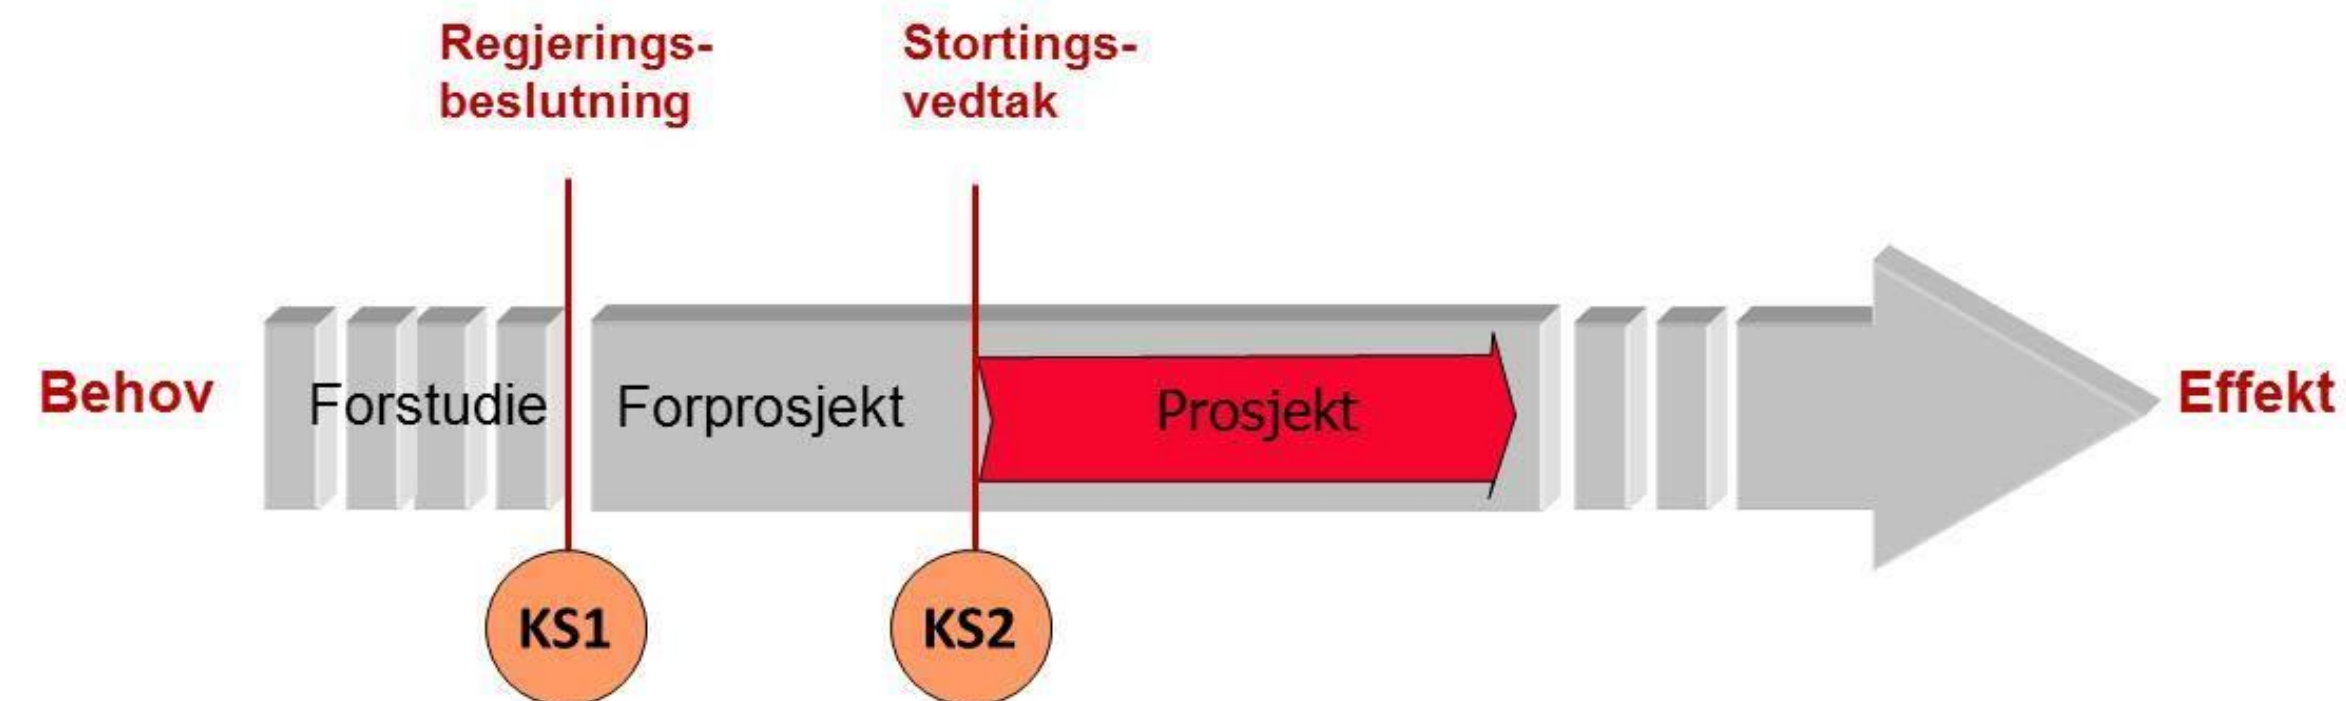 Regjerings-
beslutning
Stortings-
vedtak
Behov
Forstudie
Forprosjekt
Prosjekt
Effekt
KS1
KS2